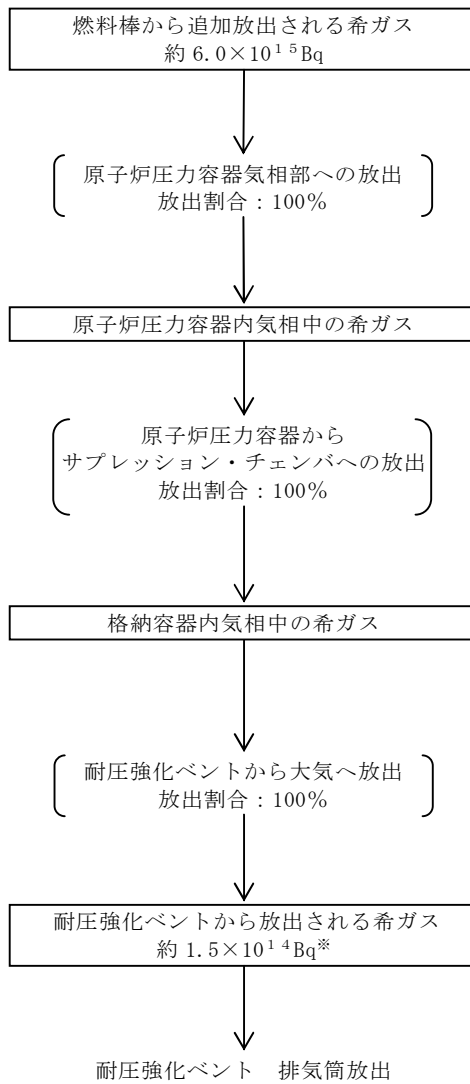 燃料棒から追加放出される希ガス
約 6.0×10¹⁵Bq
原子炉圧力容器気相部への放出
放出割合：100%
原子炉圧力容器内気相中の希ガス
原子炉圧力容器から
サプレッション・チェンバへの放出
放出割合：100%
格納容器内気相中の希ガス
耐圧強化ベントから大気へ放出
放出割合：100%
耐圧強化ベントから放出される希ガス
約 1.5×10¹⁴Bq※
耐圧強化ベント　排気筒放出